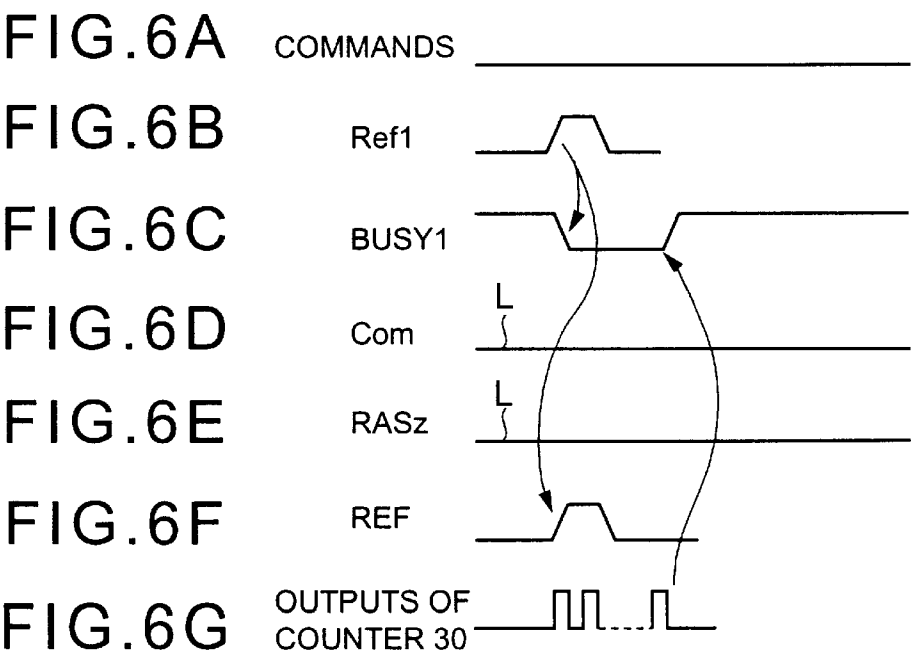 FIG.6A COMMANDS
FIG.6B Ref1
FIG.6C BUSY1
FIG.6D Com L
FIG.6E RASz L
FIG.6F REF
FIG.6G OUTPUTS OF
COUNTER 30